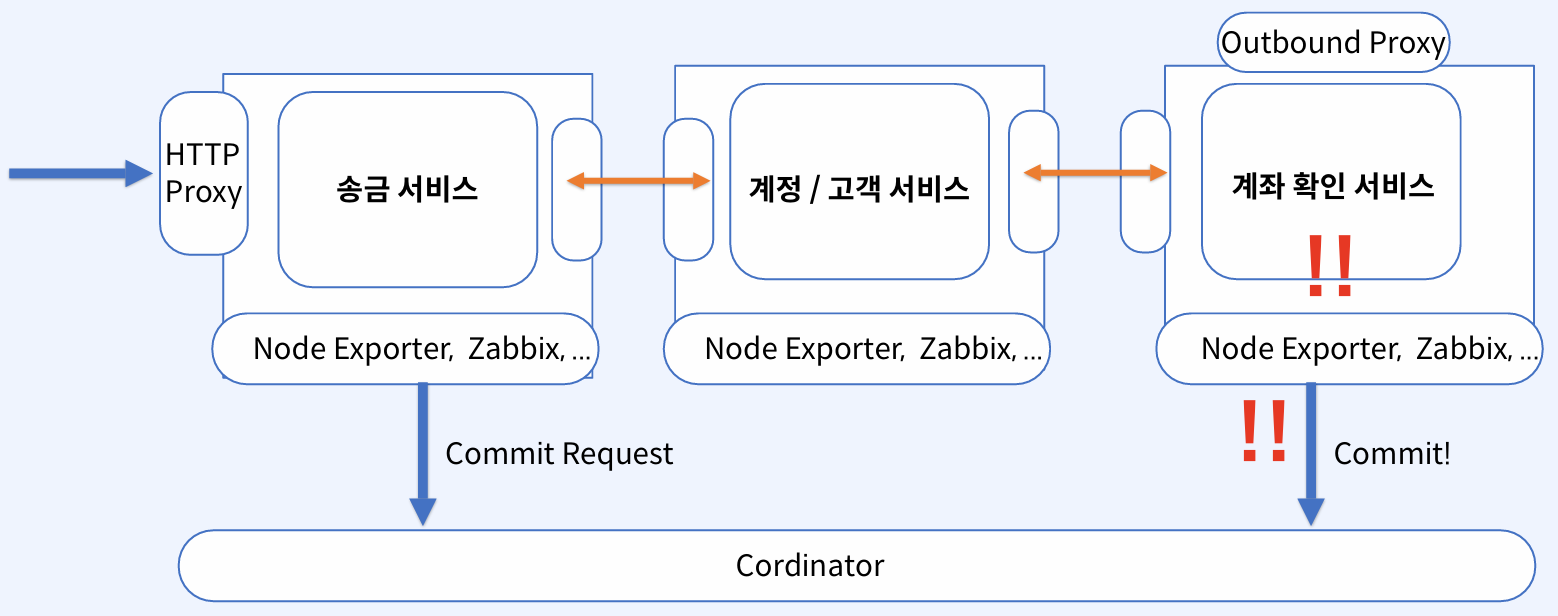 Outbound Proxy
HTTP
Proxy
송금 서비스
계정 / 고객 서비스
계좌 확인 서비스
!!
Node Exporter, Zabbix, ...
Node Exporter, Zabbix, ...
Node Exporter, Zabbix, ...
Commit Request
!!
Commit!
Cordinator